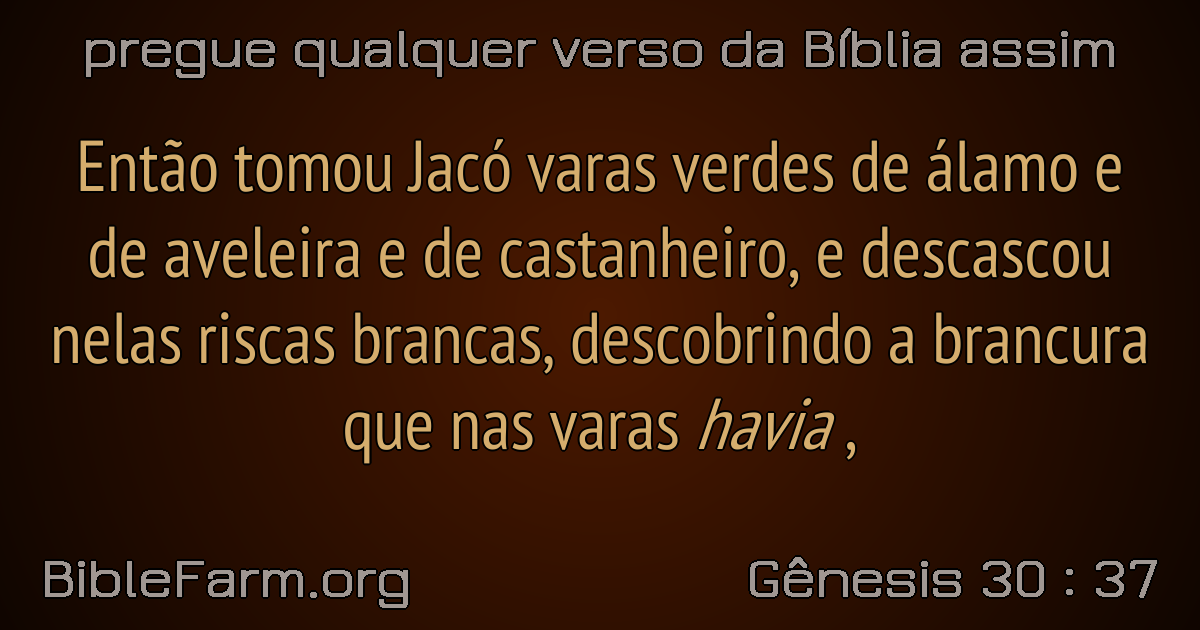 pregue qualquer verso da Bíblia assim
Então tomou Jacó varas verdes de álamo e
de aveleira e de castanheiro, e descascou
nelas riscas brancas, descobrindo a brancura
que nas varas havia ,
BibleFarm.org
Gênesis 30 : 37